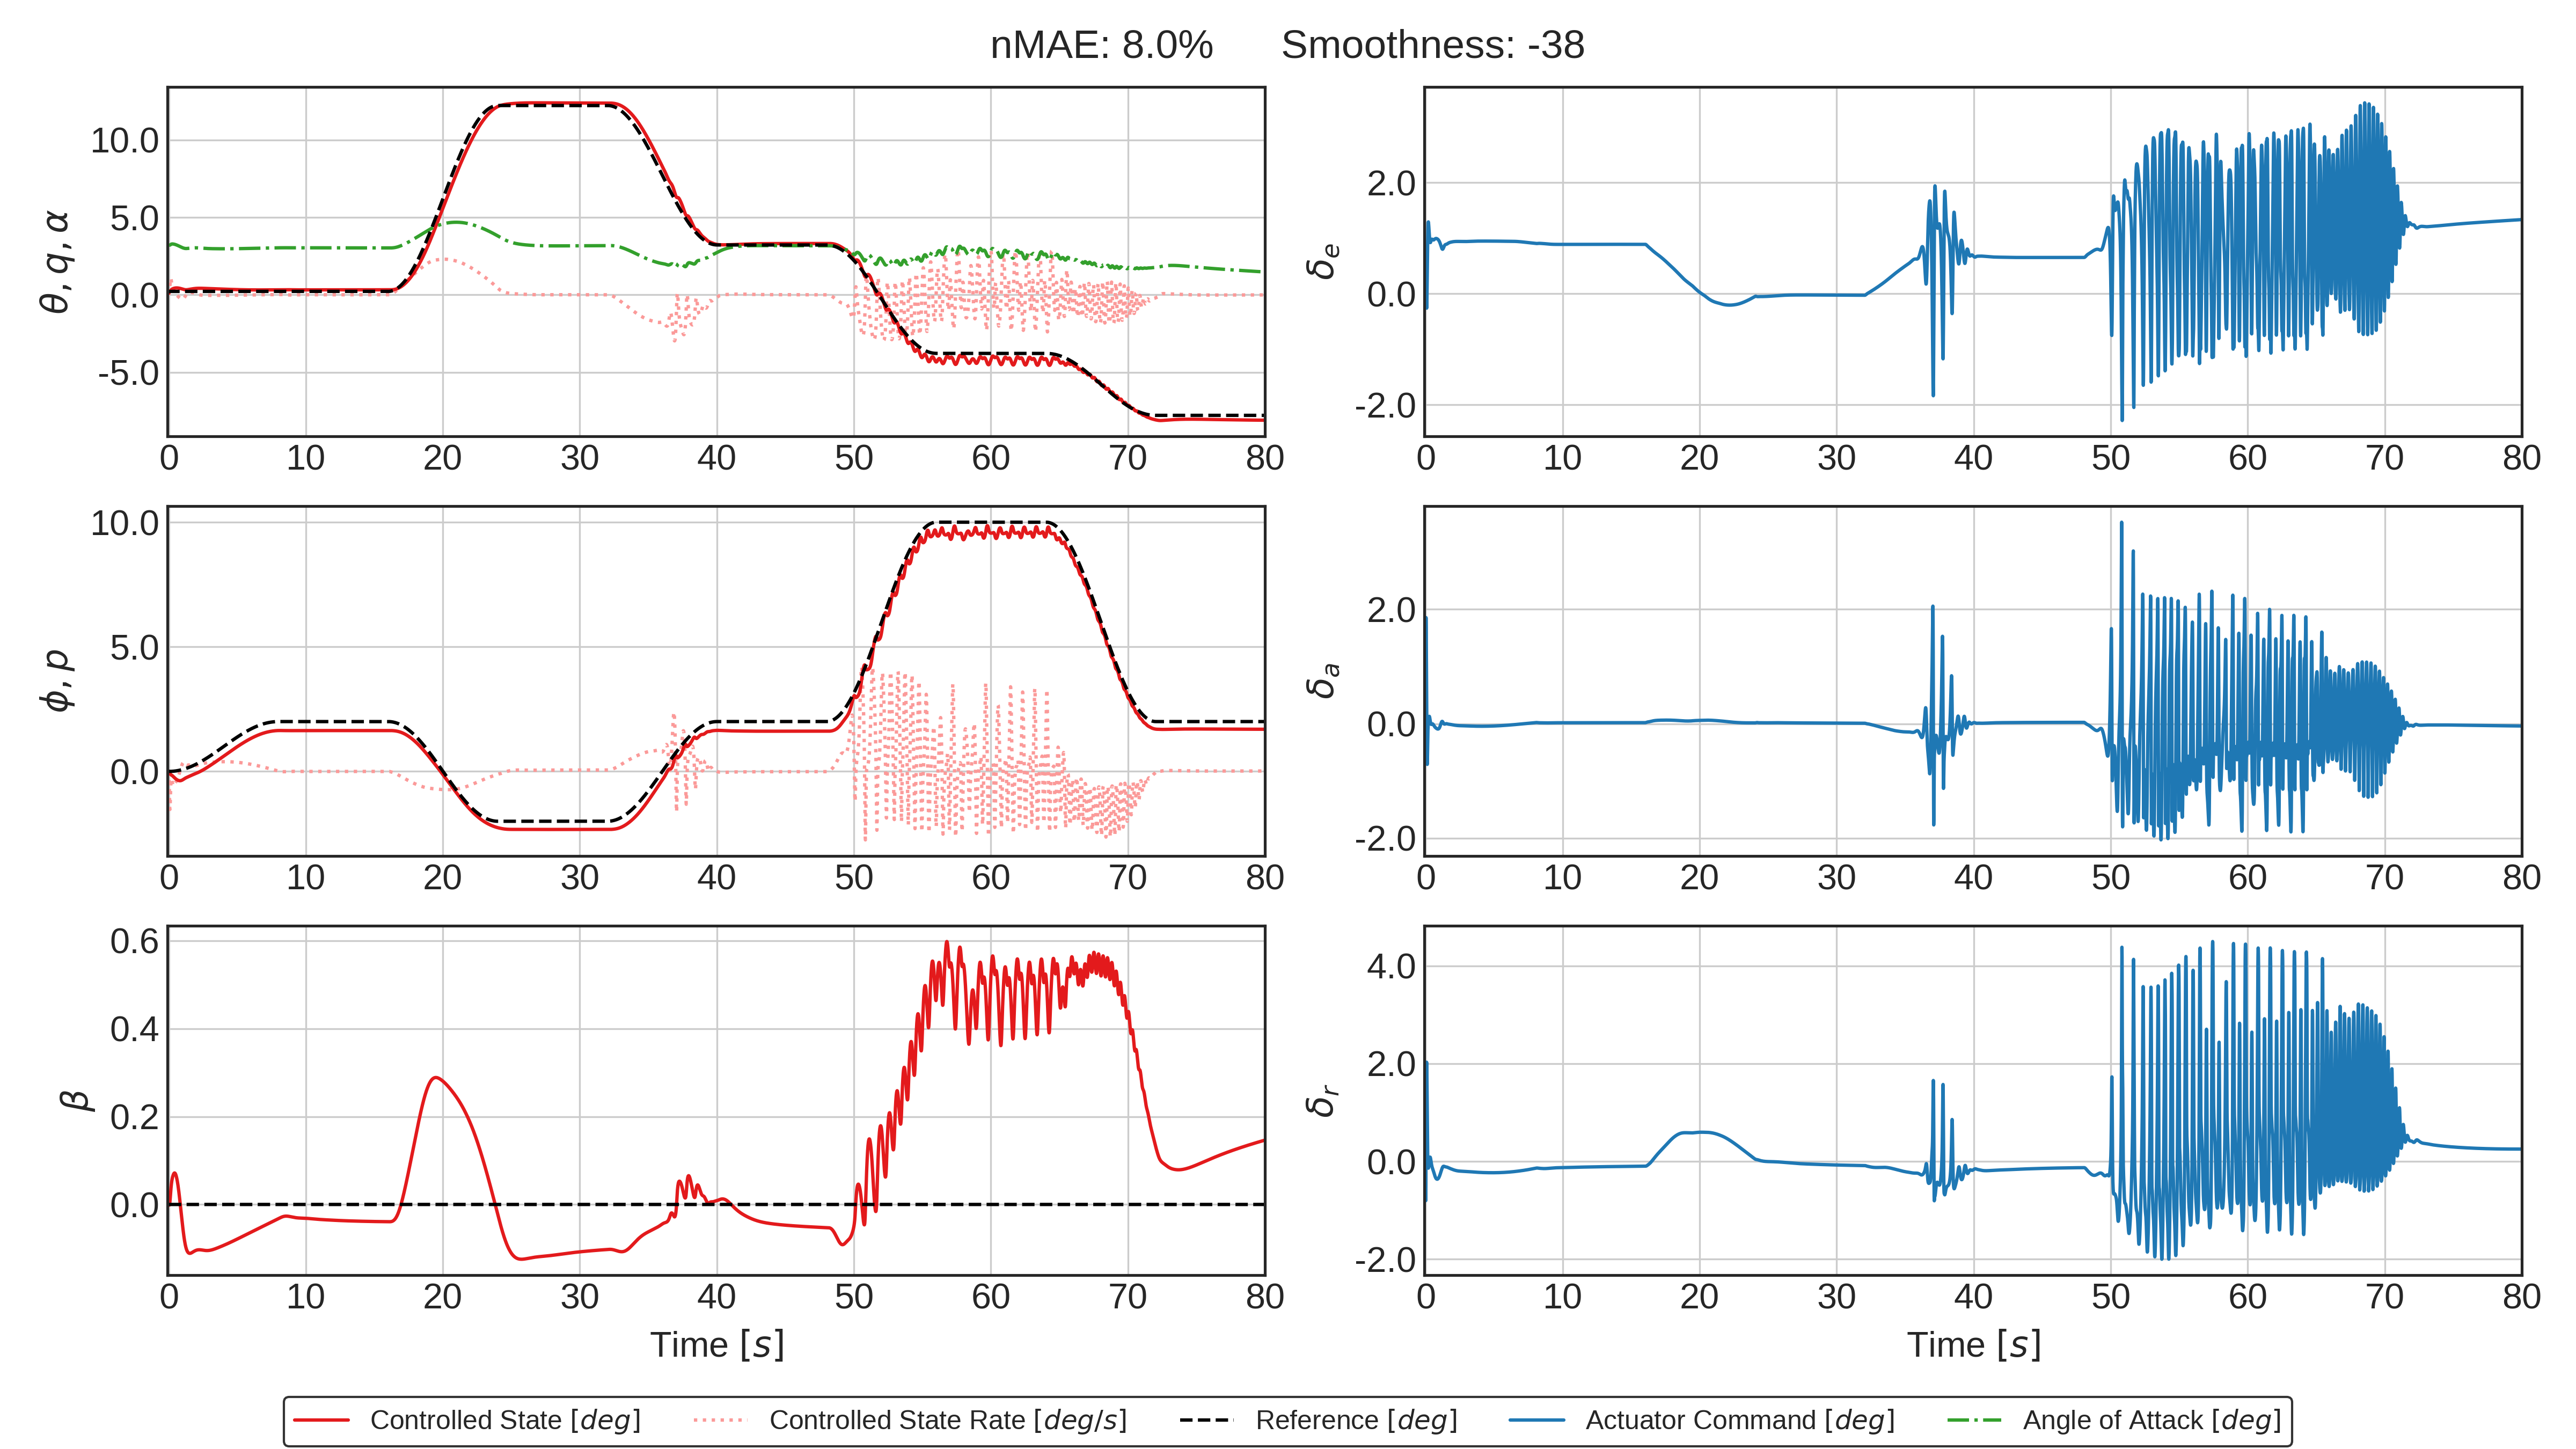 nMAE: 8.0% Smoothness: -38
10.0
5.0
0.0
-5.0
θ, q, α
0 10 20 30 40 50 60 70 80
2.0
0.0
-2.0
δe
0 10 20 30 40 50 60 70 80
10.0
5.0
0.0
ϕ, p
0 10 20 30 40 50 60 70 80
2.0
0.0
-2.0
δa
0 10 20 30 40 50 60 70 80
0.6
0.4
0.2
0.0
β
0 10 20 30 40 50 60 70 80
Time [s]
4.0
2.0
0.0
-2.0
δr
0 10 20 30 40 50 60 70 80
Time [s]
Controlled State [deg] Controlled State Rate [deg/s] Reference [deg] Actuator Command [deg] Angle of Attack [deg]